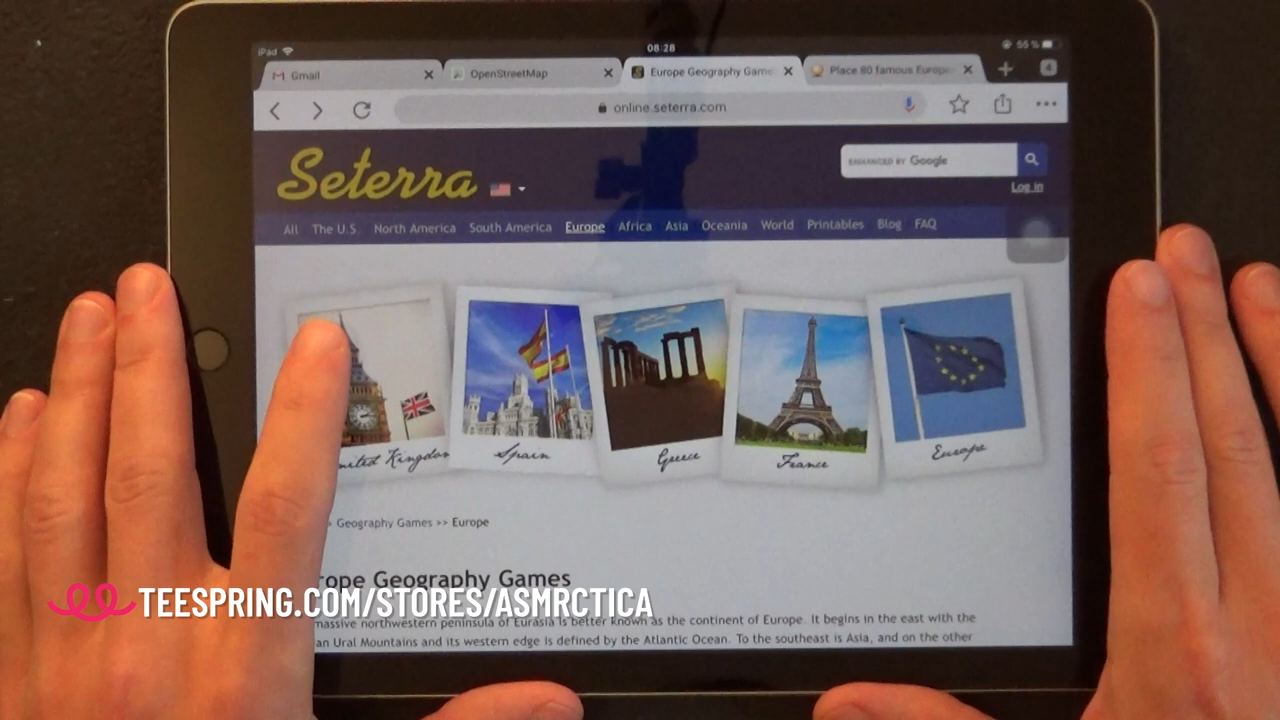 iPad 08:28 55 %
Gmail OpenStreetMap Europe Geography Game Place 80 famous Europe 4
online.seterra.com
Seterra
ENHANCED BY Google
Log in
All The U.S. North America South America Europe Africa Asia Oceania World Printables Blog FAQ
nited Kingdom Spain Greece France Europe
Geography Games >> Europe
rope Geography Games
TEESPRING.COM/STORES/ASMRCTICA
massive northwestern peninsula of Eurasia is better known as the continent of Europe. It begins in the east with the
an Ural Mountains and its western edge is defined by the Atlantic Ocean. To the southeast is Asia, and on the other